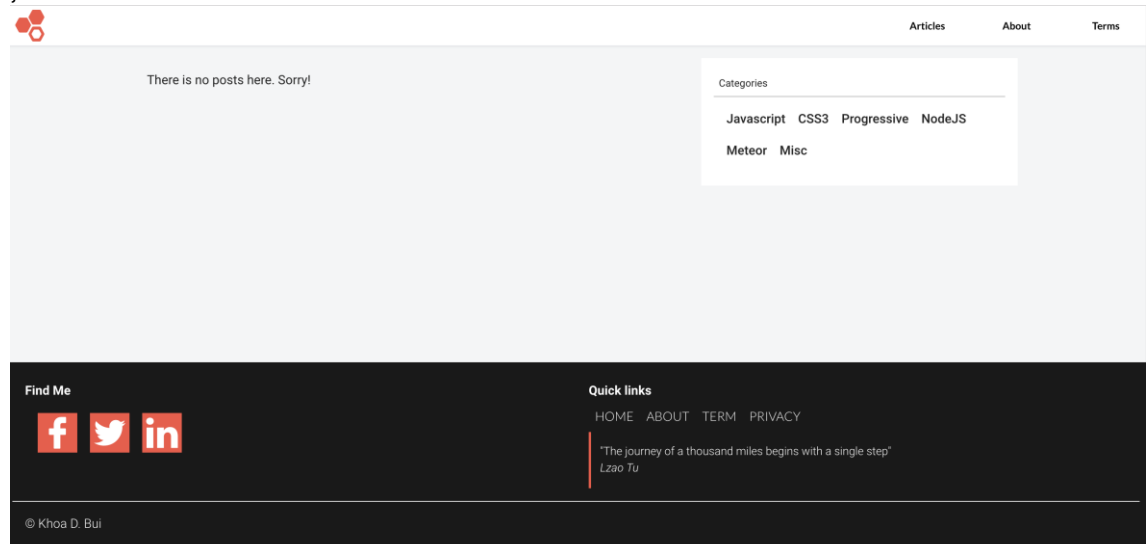 Articles About Terms
There is no posts here. Sorry!
Categories
Javascript CSS3 Progressive NodeJS
Meteor Misc
Find Me
f in
Quick links
HOME ABOUT TERM PRIVACY
"The journey of a thousand miles begins with a single step"
Lzao Tu
© Khoa D. Bui